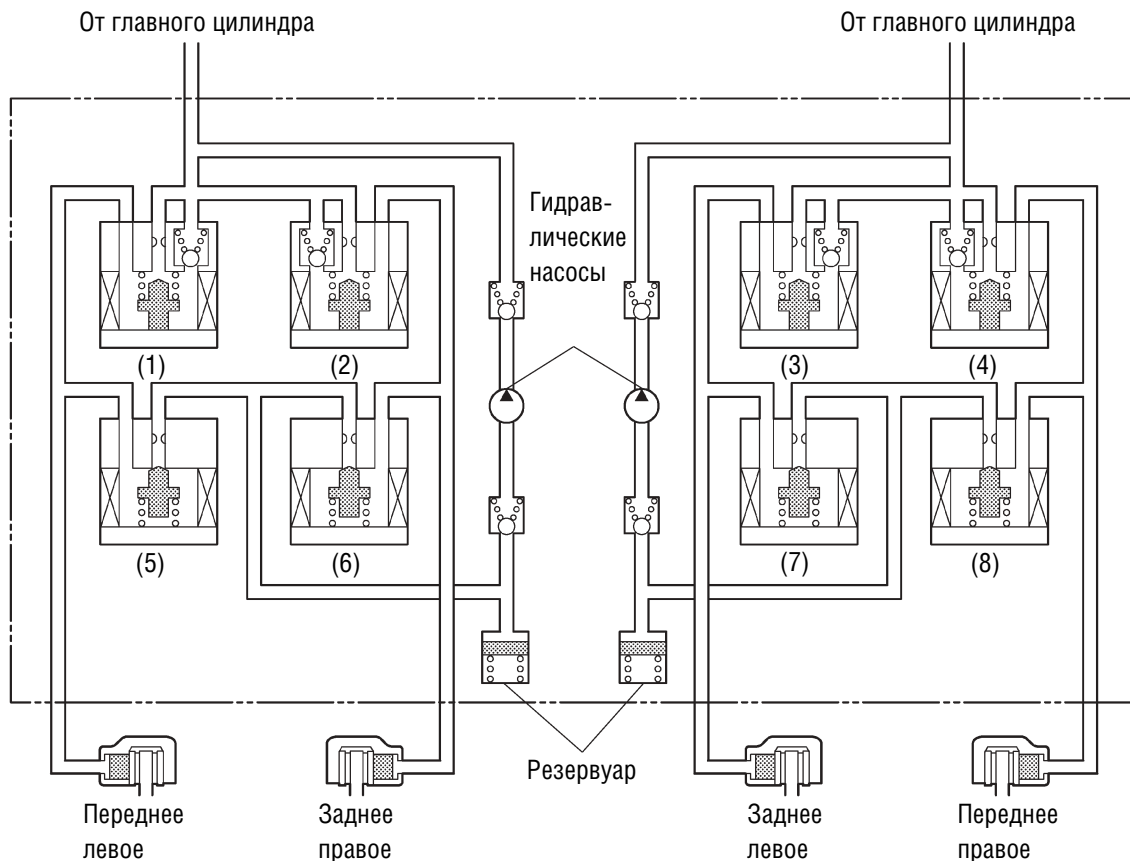 От главного цилиндра
От главного цилиндра
Гидрав-
лические
насосы
(1)
(2)
(3)
(4)
(5)
(6)
(7)
(8)
Резервуар
Переднее
левое
Заднее
правое
Заднее
левое
Переднее
правое